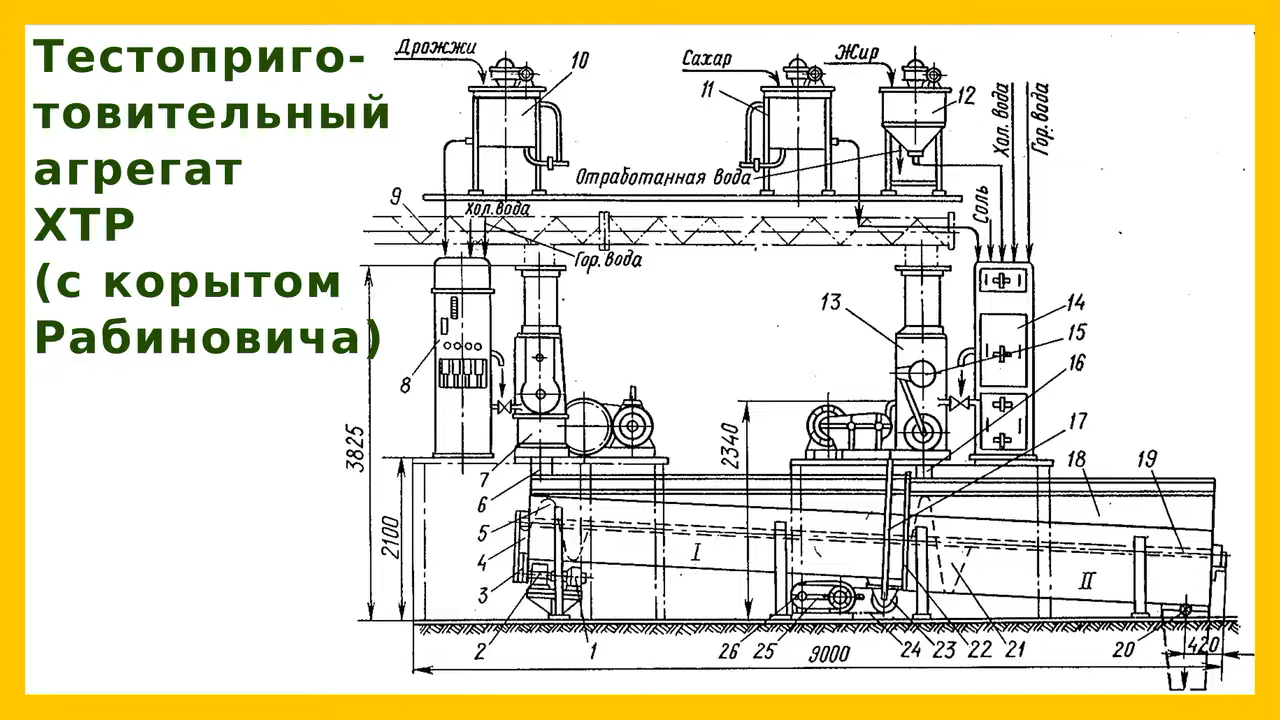 Тестоприго-
товительный
агрегат
ХТР
(с корытом
Рабиновича)
Дрожжи
10
Сахар
11
Жир
12
Хол. вода
Гор. вода
Отработанная вода
Соль
9
Хол. вода
Гор. вода
13
14
15
16
8
17
3825
2340
7
18
19
6
5
2100
4
I
II
3
2
1
26
25
9000
24
23
22
21
20
420